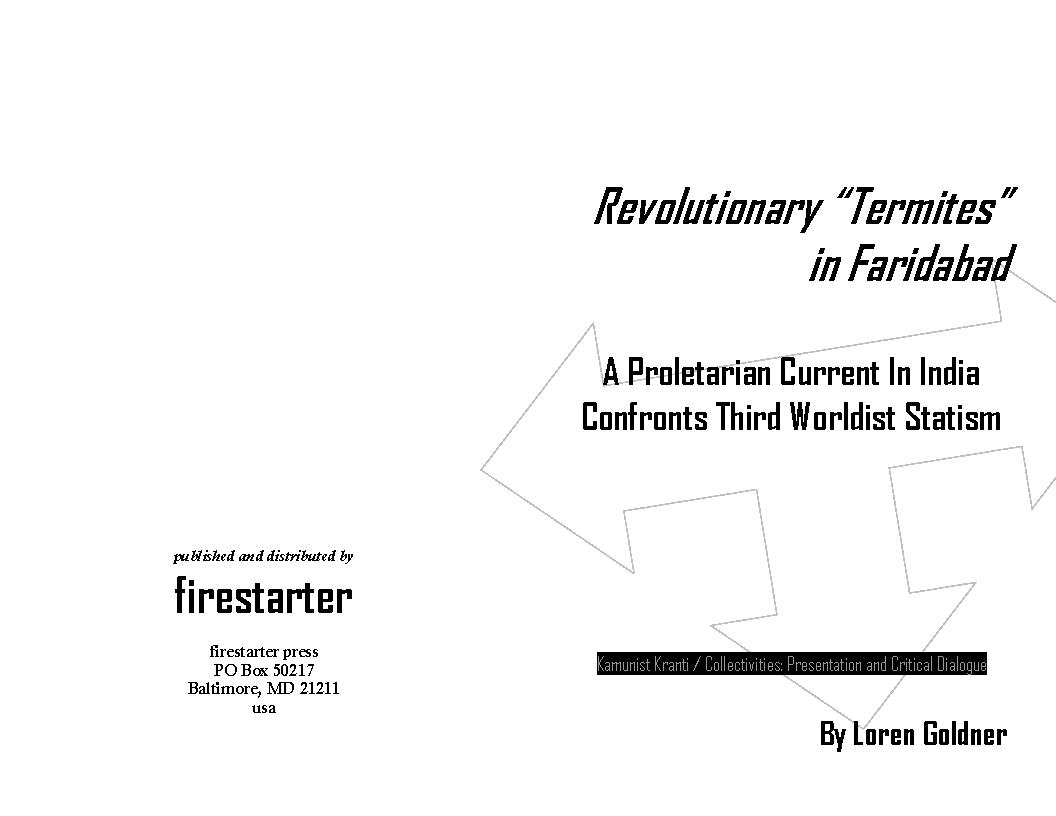 Revolutionary “Termites”
in Faridabad
A Proletarian Current In India
Confronts Third Worldist Statism
Kamunist Kranti / Collectivities: Presentation and Critical Dialogue
By Loren Goldner
published and distributed by
firestarter
firestarter press
PO Box 50217
Baltimore, MD 21211
usa